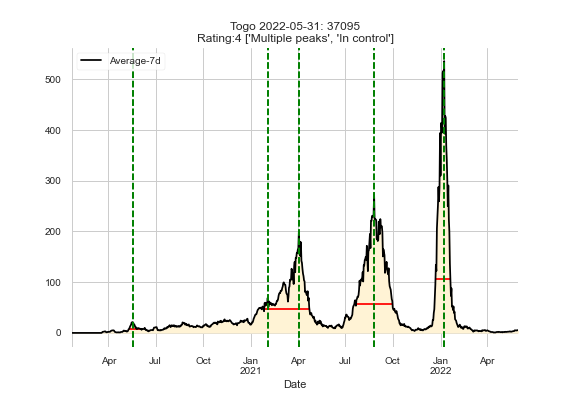 Togo 2022-05-31: 37095
Rating:4 ['Multiple peaks', 'In control']
Average-7d
500
400
300
200
100
0
Apr Jul Oct Jan Apr Jul Oct Jan Apr
2021 2022
Date